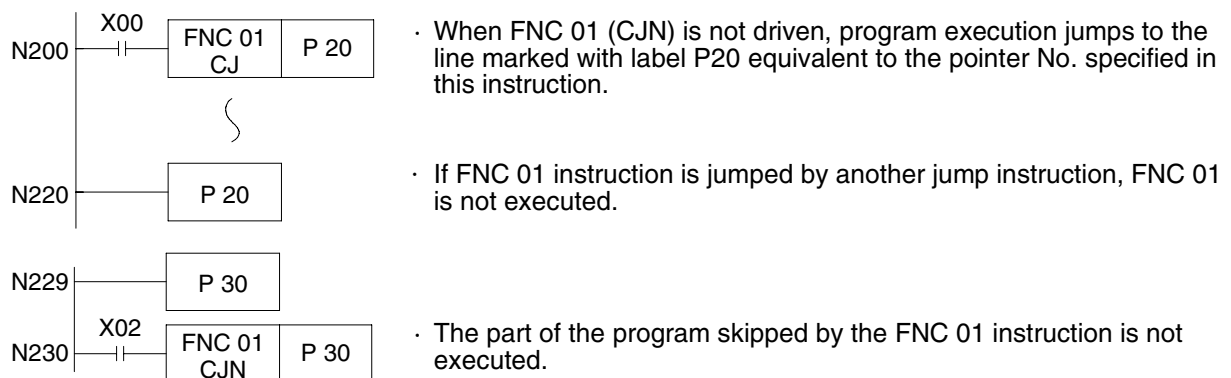 X00
N200
FNC 01
CJ
P 20
· When FNC 01 (CJN) is not driven, program execution jumps to the
line marked with label P20 equivalent to the pointer No. specified in
this instruction.
N220
P 20
· If FNC 01 instruction is jumped by another jump instruction, FNC 01
is not executed.
N229
P 30
X02
N230
FNC 01
CJN
P 30
· The part of the program skipped by the FNC 01 instruction is not
executed.